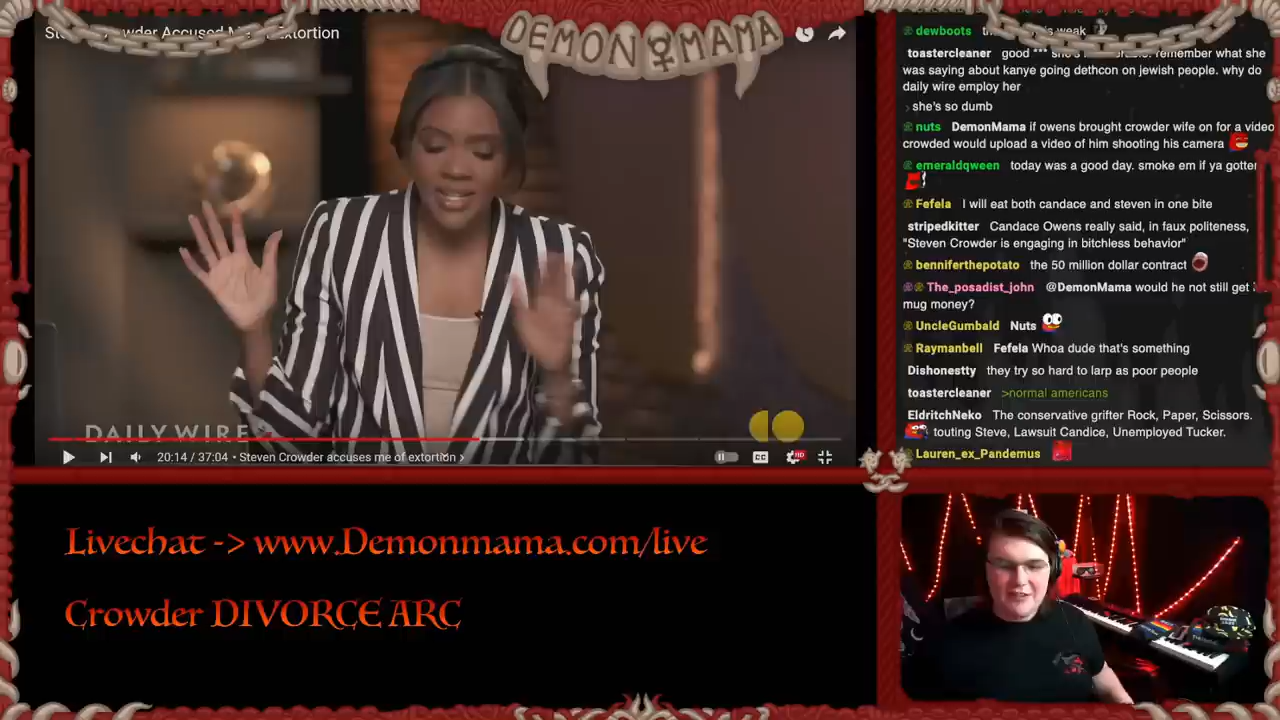 DEMON MAMA
Crowder Accused Me Extortion
DAILY WIRE
20:14 / 37:04 • Steven Crowder accuses me of extortion ›
CC
HD
Livechat -> www.Demonmama.com/live
Crowder DIVORCE ARC
dewboots weak
toastercleaner good *** she's remember what she
was saying about kanye going dethcon on jewish people. why do
daily wire employ her
she's so dumb
nuts DemonMama if owens brought crowder wife on for a video
crowded would upload a video of him shooting his camera
emeraldqween today was a good day. smoke em if ya gotter
Fefela I will eat both candace and steven in one bite
stripedkitter Candace Owens really said, in faux politeness,
"Steven Crowder is engaging in bitchless behavior"
benniferthepotato the 50 million dollar contract
The_posadist_john @DemonMama would he not still get
mug money?
UncleGumbald Nuts
Raymanbell Fefela Whoa dude that's something
Dishonestty they try so hard to larp as poor people
toastercleaner >normal americans
EldritchNeko The conservative grifter Rock, Paper, Scissors.
touting Steve, Lawsuit Candice, Unemployed Tucker.
Lauren_ex_Pandemus